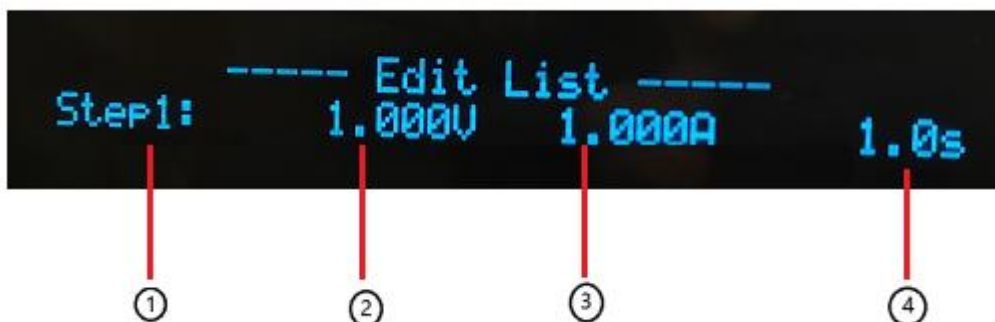 ----- Edit List -----
Step1: 1.000V 1.000A 1.0s
① ② ③ ④